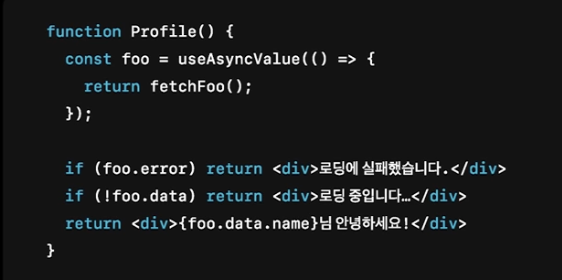 function Profile() {
  const foo = useAsyncValue(() => {
    return fetchFoo();
  });

  if (foo.error) return <div>로딩에 실패했습니다.</div>
  if (!foo.data) return <div>로딩 중입니다…</div>
  return <div>{foo.data.name}님 안녕하세요!</div>
}